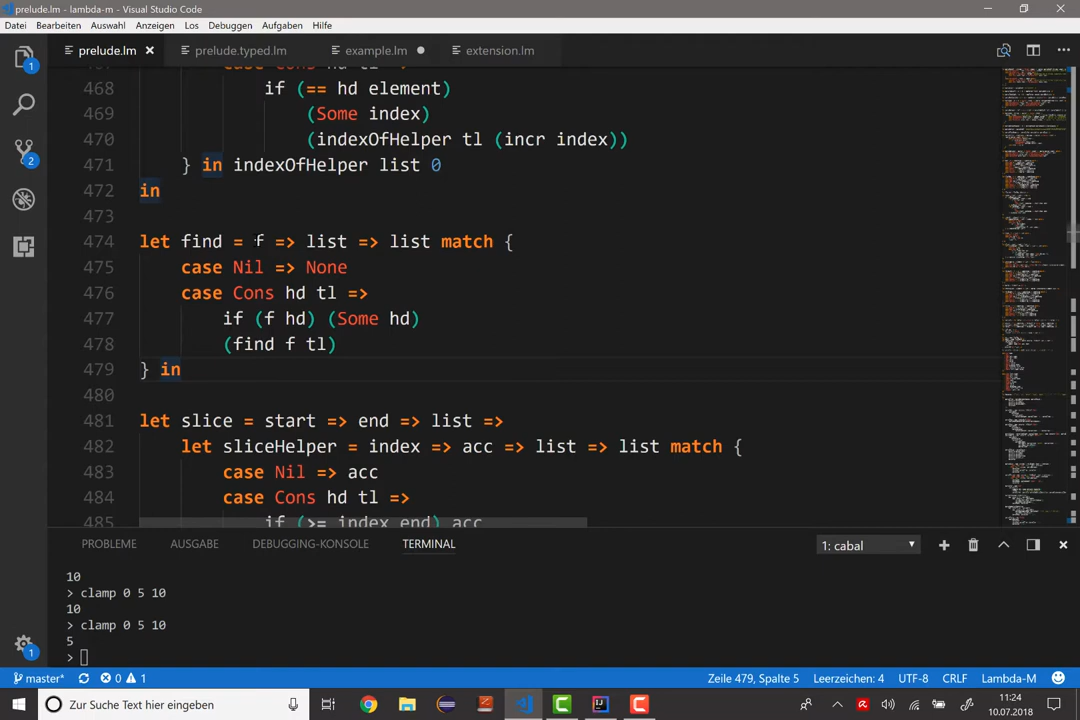 prelude.lm - lambda-m - Visual Studio Code
Datei Bearbeiten Auswahl Anzeigen Los Debuggen Aufgaben Hilfe
prelude.lm prelude.typed.lm example.lm extension.lm
case Cons hd tl =>
468 if (== hd element)
469 (Some index)
470 (indexOfHelper tl (incr index))
471 } in indexOfHelper list 0
472 in
473
474 let find = f => list => list match {
475 case Nil => None
476 case Cons hd tl =>
477 if (f hd) (Some hd)
478 (find f tl)
479 } in
480
481 let slice = start => end => list =>
482 let sliceHelper = index => acc => list => list match {
483 case Nil => acc
484 case Cons hd tl =>
485 if (>= index end) acc
PROBLEME AUSGABE DEBUGGING-KONSOLE TERMINAL 1: cabal
10
> clamp 0 5 10
10
> clamp 0 5 10
5
>
1
2
1
master* 0 1 Zeile 479, Spalte 5 Leerzeichen: 4 UTF-8 CRLF Lambda-M
Zur Suche Text hier eingeben
11:24
10.07.2018